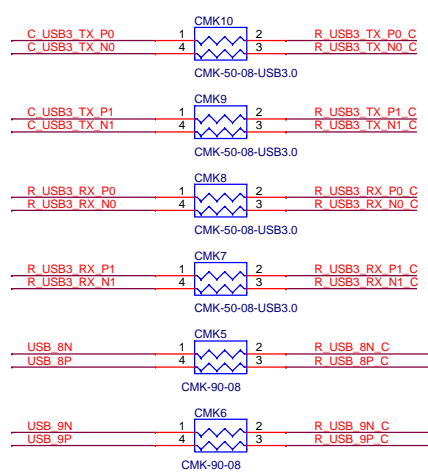 CMK10
C_USB3_TX_P0 1 2 R_USB3_TX_P0_C
C_USB3_TX_N0 4 3 R_USB3_TX_N0_C
CMK-50-08-USB3.0
CMK9
C_USB3_TX_P1 1 2 R_USB3_TX_P1_C
C_USB3_TX_N1 4 3 R_USB3_TX_N1_C
CMK-50-08-USB3.0
CMK8
R_USB3_RX_P0 1 2 R_USB3_RX_P0_C
R_USB3_RX_N0 4 3 R_USB3_RX_N0_C
CMK-50-08-USB3.0
CMK7
R_USB3_RX_P1 1 2 R_USB3_RX_P1_C
R_USB3_RX_N1 4 3 R_USB3_RX_N1_C
CMK-50-08-USB3.0
CMK5
USB_8N 1 2 R_USB_8N_C
USB_8P 4 3 R_USB_8P_C
CMK-90-08
CMK6
USB_9N 1 2 R_USB_9N_C
USB_9P 4 3 R_USB_9P_C
CMK-90-08